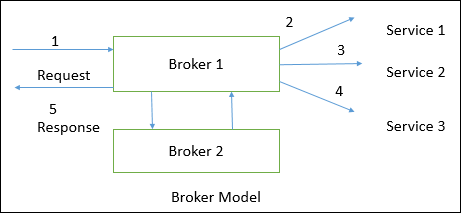 1
Request
5
Response
Broker 1
Broker 2
2
3
4
Service 1
Service 2
Service 3
Broker Model